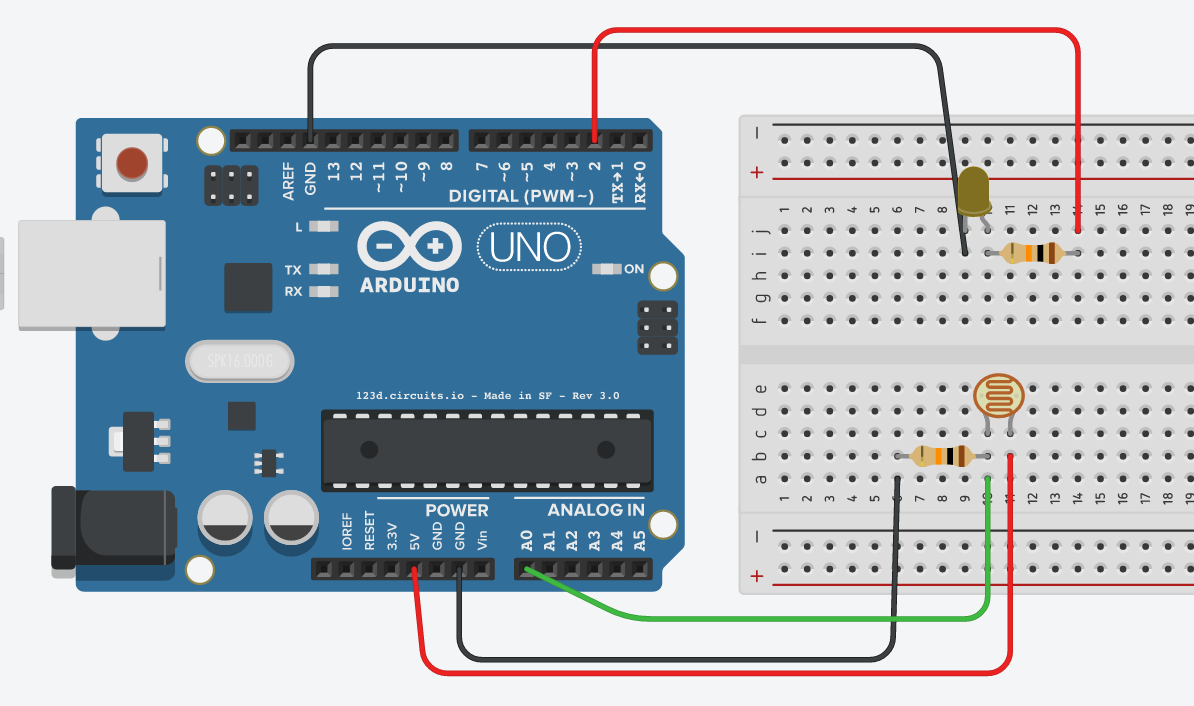 AREF
GND
13
12
~11
~10
~9
8
7
~6
~5
4
~3
2
TX→1
RX←0
DIGITAL (PWM~)
L
TX
RX
ARDUINO
UNO
ON
SPK16.000G
123d.circuits.io - Made in SF - Rev 3.0
POWER
ANALOG IN
IOREF
RESET
3.3V
5V
GND
GND
Vin
A0
A1
A2
A3
A4
A5
− +
1 2 3 4 5 6 7 8 11 12 13 14 15 16 17 18 19
j
i
h
g
f
e
d
c
b
a
1 2 3 4 5 6 7 8 9 10 11 12 13 14 15 16 17 18 19
− +